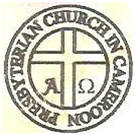 PRESBYTERIAN CHURCH IN CAMEROON
A Ω